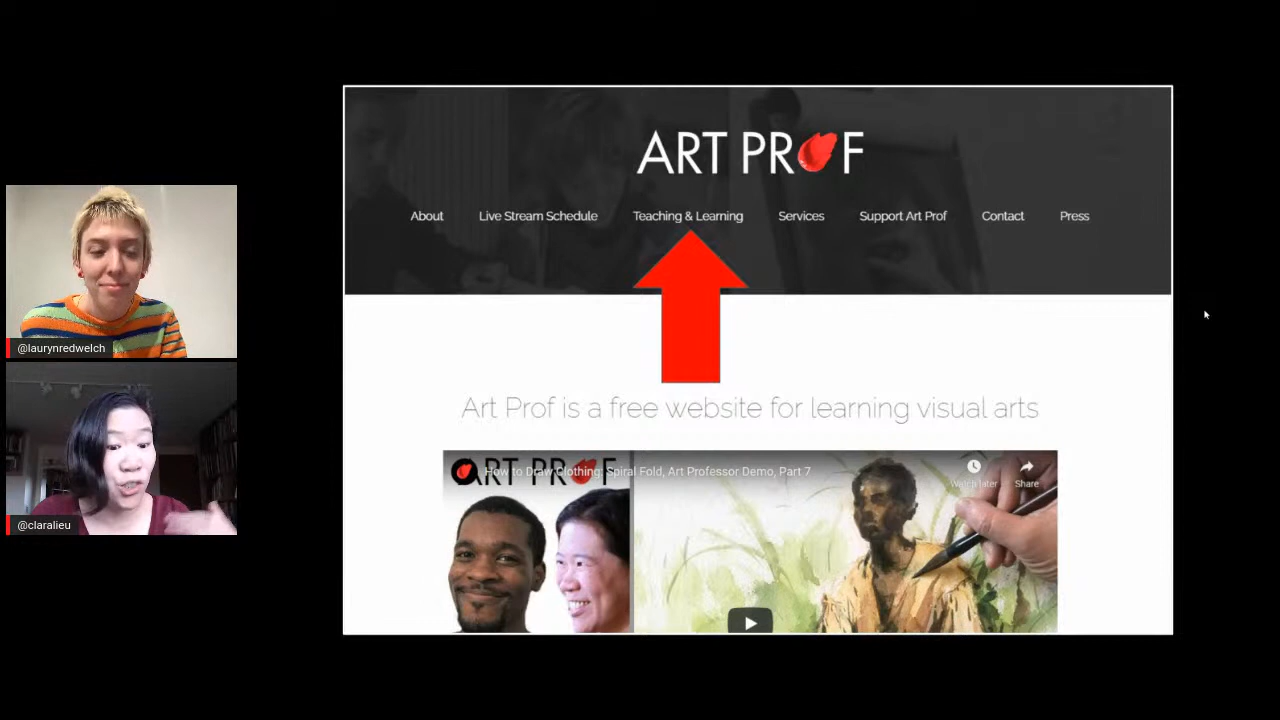 @laurynredwelch
@claralieu
ART PROF
About Live Stream Schedule Teaching & Learning Services Support Art Prof Contact Press
Art Prof is a free website for learning visual arts
ART PROF
How to Draw Clothing: Spiral Fold, Art Professor Demo, Part 7
Watch later Share